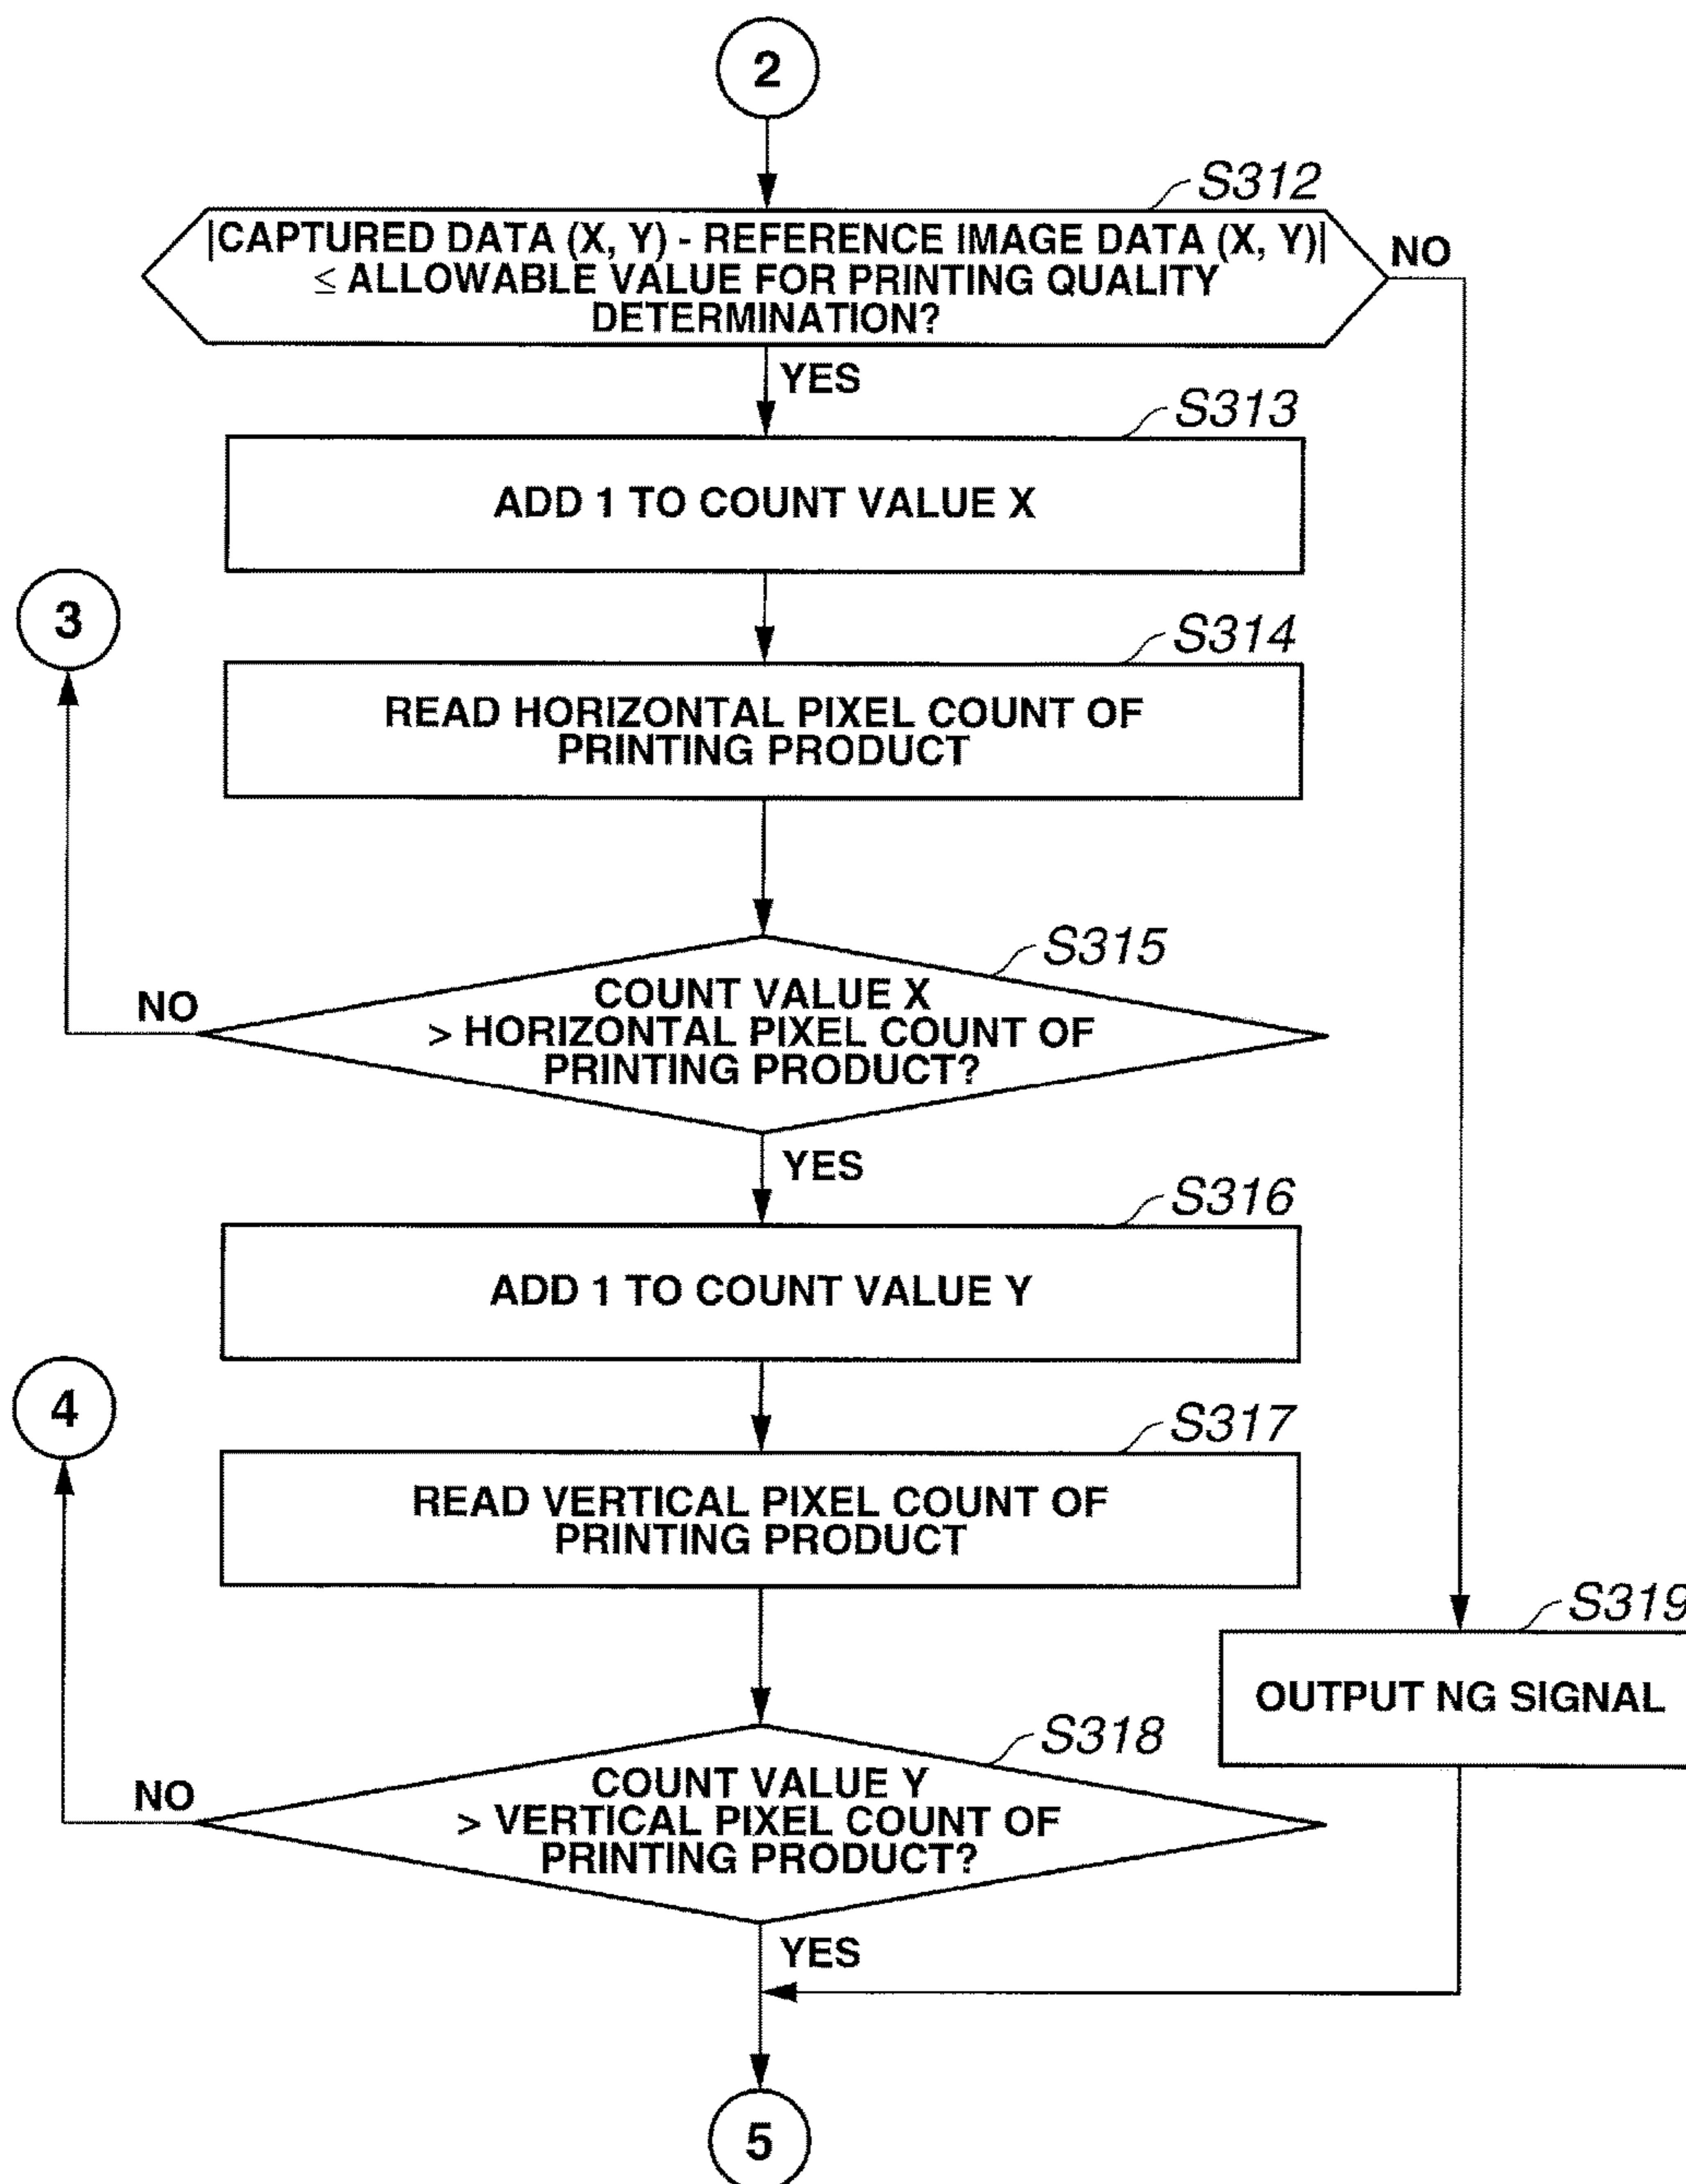 2
S312
|CAPTURED DATA (X, Y) - REFERENCE IMAGE DATA (X, Y)|
≤ ALLOWABLE VALUE FOR PRINTING QUALITY
DETERMINATION?
NO
YES
S313
ADD 1 TO COUNT VALUE X
3
S314
READ HORIZONTAL PIXEL COUNT OF
PRINTING PRODUCT
S315
COUNT VALUE X
> HORIZONTAL PIXEL COUNT OF
PRINTING PRODUCT?
NO
YES
S316
ADD 1 TO COUNT VALUE Y
4
S317
READ VERTICAL PIXEL COUNT OF
PRINTING PRODUCT
S319
OUTPUT NG SIGNAL
S318
COUNT VALUE Y
> VERTICAL PIXEL COUNT OF
PRINTING PRODUCT?
NO
YES
5